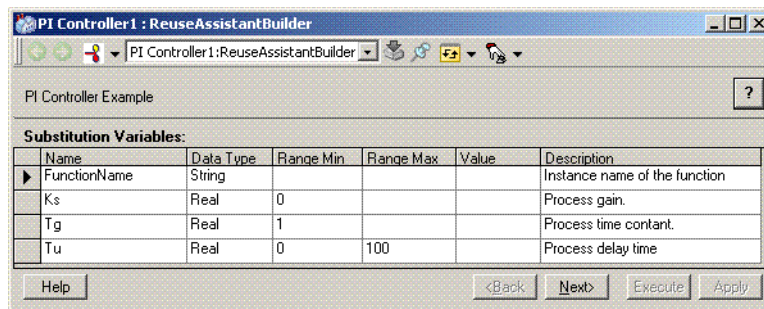 PI Controller1 : ReuseAssistantBuilder
PI Controller1:ReuseAssistantBuilder
PI Controller Example
?
Substitution Variables:
Name Data Type Range Min Range Max Value Description
FunctionName String Instance name of the function
Ks Real 0 Process gain.
Tg Real 1 Process time contant.
Tu Real 0 100 Process delay time
Help <Back Next> Execute Apply